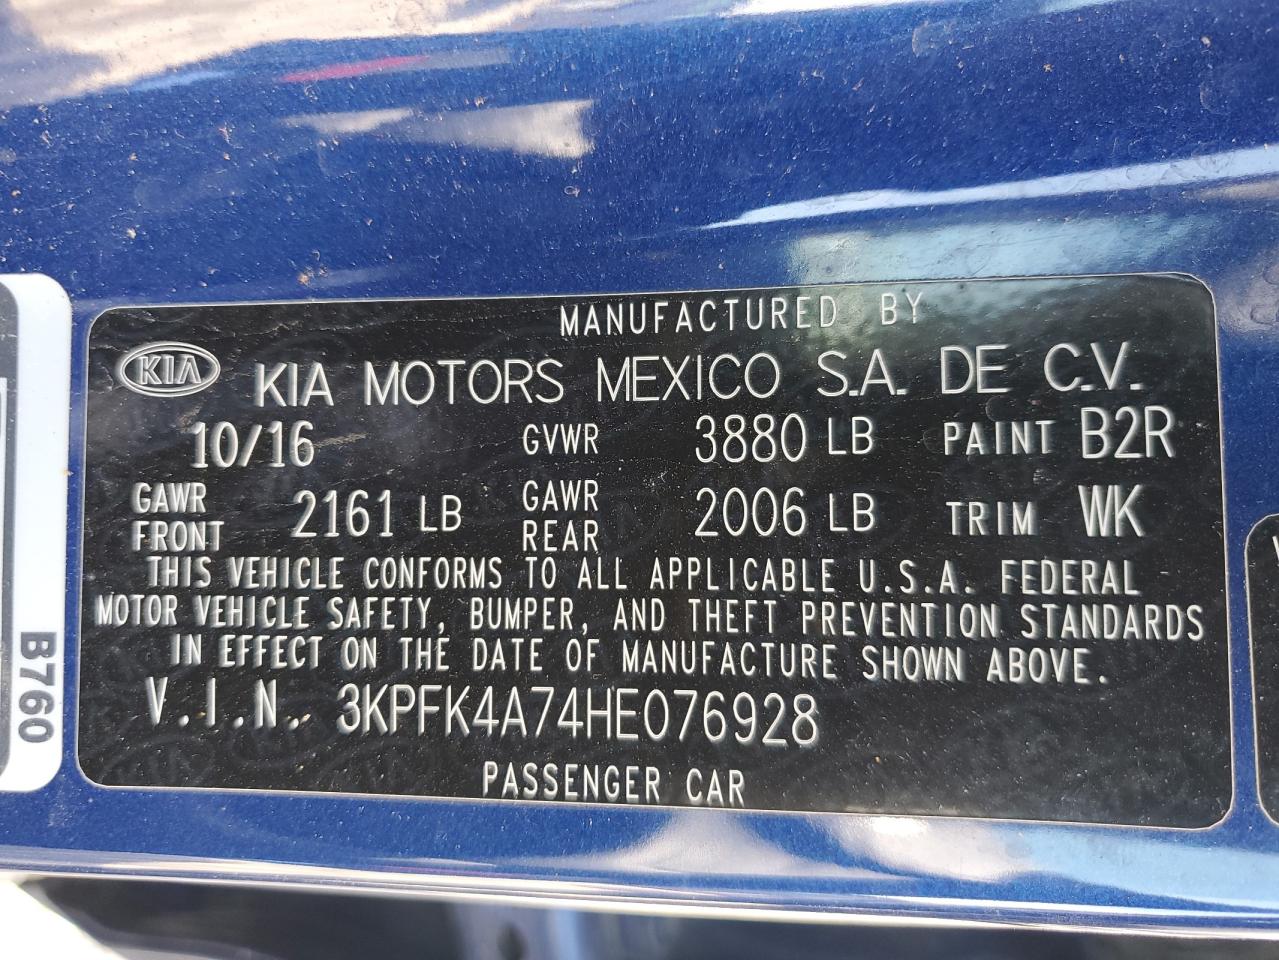 MANUFACTURED BY
KIA KIA MOTORS MEXICO S.A. DE C.V.
10/16 GVWR 3880 LB PAINT B2R
GAWR FRONT 2161 LB GAWR REAR 2006 LB TRIM WK
THIS VEHICLE CONFORMS TO ALL APPLICABLE U.S.A. FEDERAL
MOTOR VEHICLE SAFETY, BUMPER, AND THEFT PREVENTION STANDARDS
IN EFFECT ON THE DATE OF MANUFACTURE SHOWN ABOVE.
V.I.N. 3KPFK4A74HE076928
PASSENGER CAR
B760